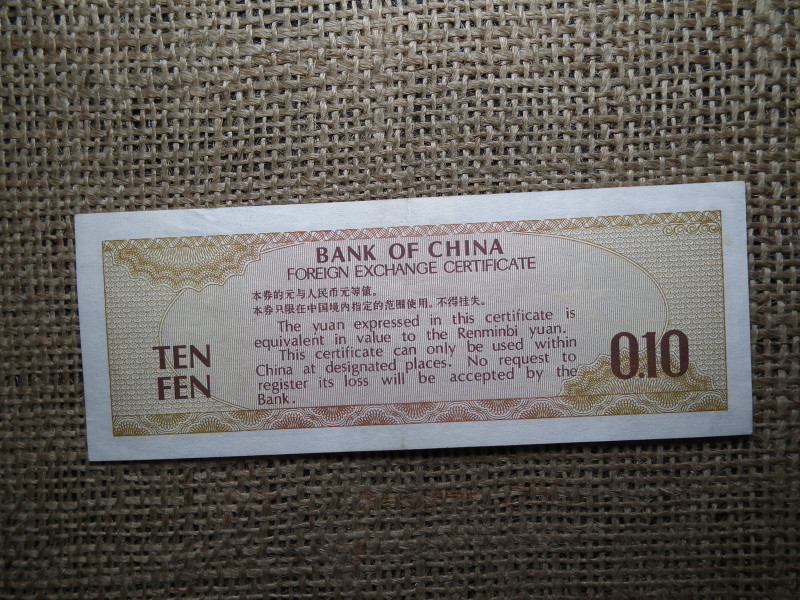 BANK OF CHINA
FOREIGN EXCHANGE CERTIFICATE
本券的元与人民币元等值。
本券只限在中国境内指定的范围使用。不得挂失。
The yuan expressed in this certificate is
equivalent in value to the Renminbi yuan.
This certificate can only be used within
China at designated places. No request to
register its loss will be accepted by the
Bank.
TEN
FEN
0.10